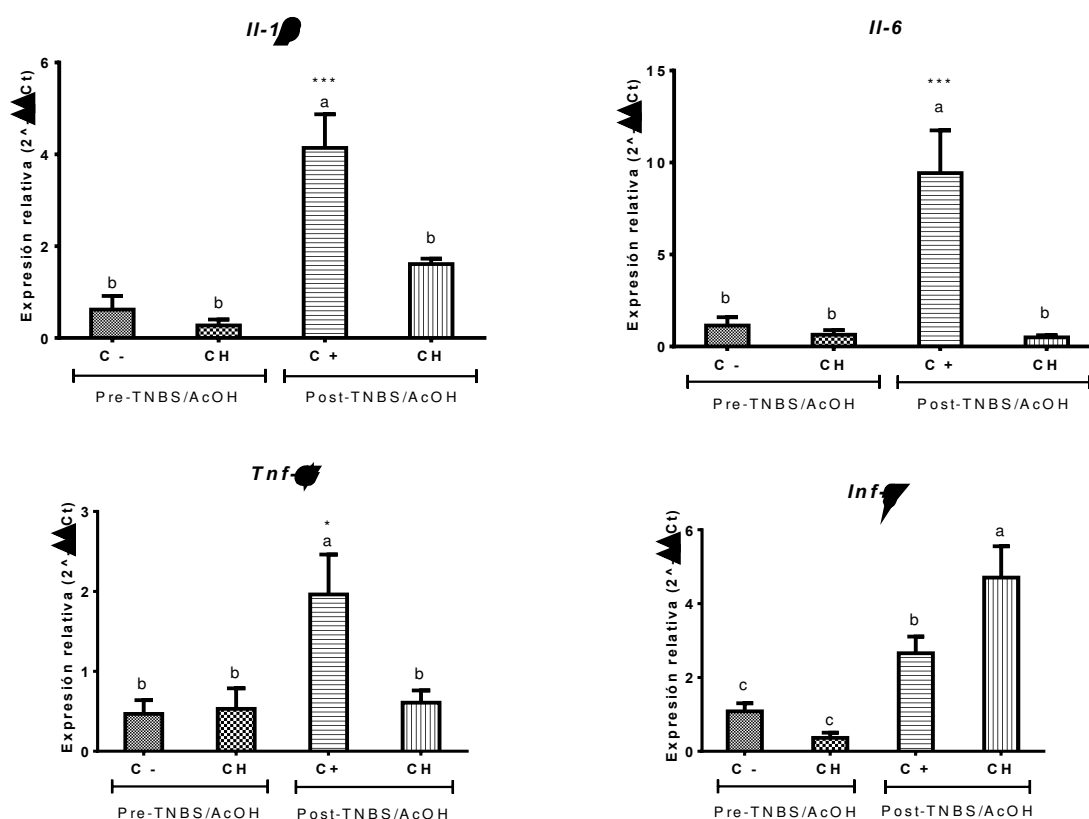 Il-1
Expresión relativa (2^- Ct)
6
4
2
0
***
a
b
b
b
C - CH C + CH
Pre-TNBS/AcOH Post-TNBS/AcOH
Il-6
Expresión relativa (2^- Ct)
15
10
5
0
***
a
b
b
b
C - CH C + CH
Pre-TNBS/AcOH Post-TNBS/AcOH
Tnf-
Expresión relativa (2^- Ct)
3
2
1
0
*
a
b
b
b
C - CH C + CH
Pre-TNBS/AcOH Post-TNBS/AcOH
Inf-
Expresión relativa (2^- Ct)
6
4
2
0
a
b
c
c
C - CH C + CH
Pre-TNBS/AcOH Post-TNBS/AcOH